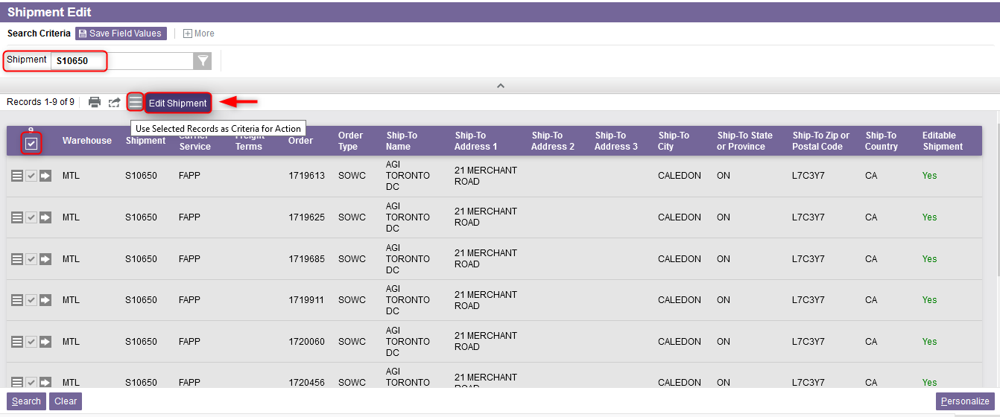 Shipment Edit
Search Criteria Save Field Values More
Shipment S10650
Records 1-9 of 9 Edit Shipment
Use Selected Records as Criteria for Action
9
Warehouse Shipment Carrier Service Freight Terms Order Order Type Ship-To Name Ship-To Address 1 Ship-To Address 2 Ship-To Address 3 Ship-To City Ship-To State or Province Ship-To Zip or Postal Code Ship-To Country Editable Shipment
MTL S10650 FAPP 1719613 SOWC AGI TORONTO DC 21 MERCHANT ROAD CALEDON ON L7C3Y7 CA Yes
MTL S10650 FAPP 1719625 SOWC AGI TORONTO DC 21 MERCHANT ROAD CALEDON ON L7C3Y7 CA Yes
MTL S10650 FAPP 1719685 SOWC AGI TORONTO DC 21 MERCHANT ROAD CALEDON ON L7C3Y7 CA Yes
MTL S10650 FAPP 1719911 SOWC AGI TORONTO DC 21 MERCHANT ROAD CALEDON ON L7C3Y7 CA Yes
MTL S10650 FAPP 1720060 SOWC AGI TORONTO DC 21 MERCHANT ROAD CALEDON ON L7C3Y7 CA Yes
MTL S10650 FAPP 1720456 SOWC AGI TORONTO 21 MERCHANT ROAD CALEDON ON L7C3Y7 CA Yes
Search Clear Personalize